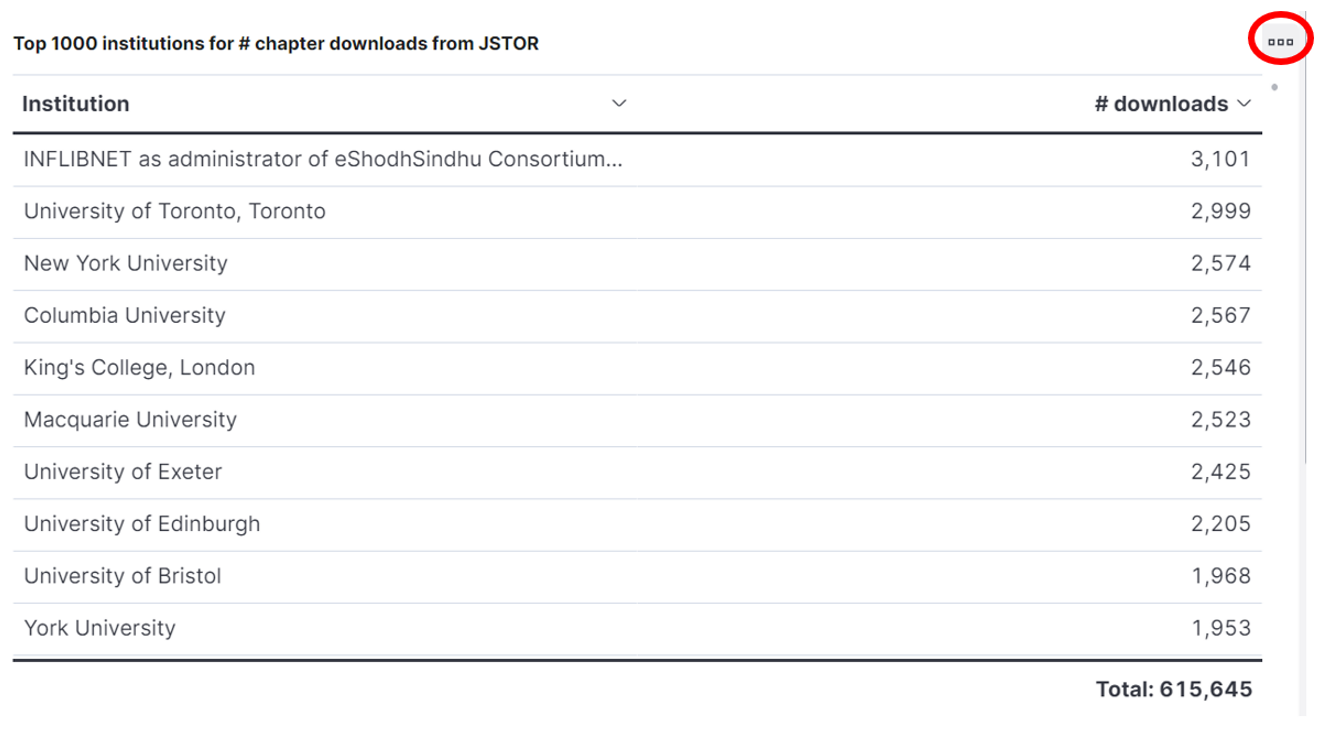 Top 1000 institutions for # chapter downloads from JSTOR
Institution # downloads
INFLIBNET as administrator of eShodhSindhu Consortium... 3,101
University of Toronto, Toronto 2,999
New York University 2,574
Columbia University 2,567
King's College, London 2,546
Macquarie University 2,523
University of Exeter 2,425
University of Edinburgh 2,205
University of Bristol 1,968
York University 1,953
Total: 615,645